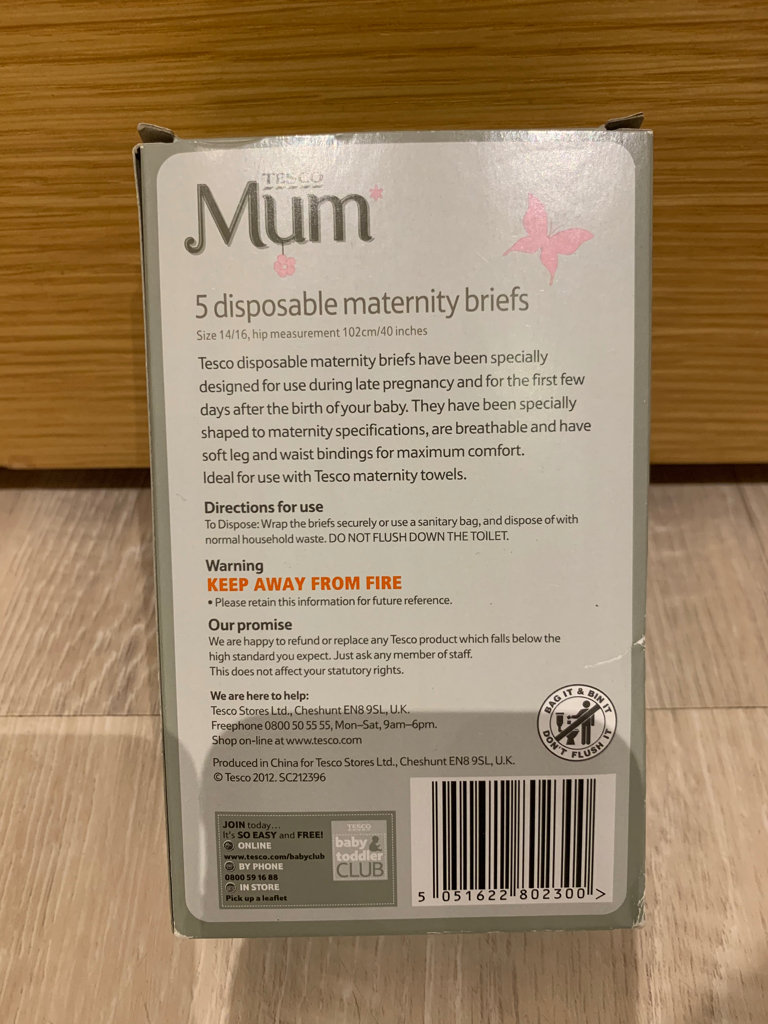 TESCO
Mum
5 disposable maternity briefs
Size 14/16, hip measurement 102cm/40 inches
Tesco disposable maternity briefs have been specially
designed for use during late pregnancy and for the first few
days after the birth of your baby. They have been specially
shaped to maternity specifications, are breathable and have
soft leg and waist bindings for maximum comfort.
Ideal for use with Tesco maternity towels.
Directions for use
To Dispose: Wrap the briefs securely or use a sanitary bag, and dispose of with
normal household waste. DO NOT FLUSH DOWN THE TOILET.
Warning
KEEP AWAY FROM FIRE
• Please retain this information for future reference.
Our promise
We are happy to refund or replace any Tesco product which falls below the
high standard you expect. Just ask any member of staff.
This does not affect your statutory rights.
We are here to help:
Tesco Stores Ltd., Cheshunt EN8 9SL, U.K.
Freephone 0800 50 55 55, Mon–Sat, 9am–6pm.
Shop on-line at www.tesco.com
Produced in China for Tesco Stores Ltd., Cheshunt EN8 9SL, U.K.
© Tesco 2012. SC212396
BAG IT & BIN IT
DON'T FLUSH IT
JOIN today...
It's SO EASY and FREE!
ONLINE
www.tesco.com/babyclub
BY PHONE
0800 59 16 88
IN STORE
Pick up a leaflet
TESCO
baby &
toddler
CLUB
5 051622 802300 >